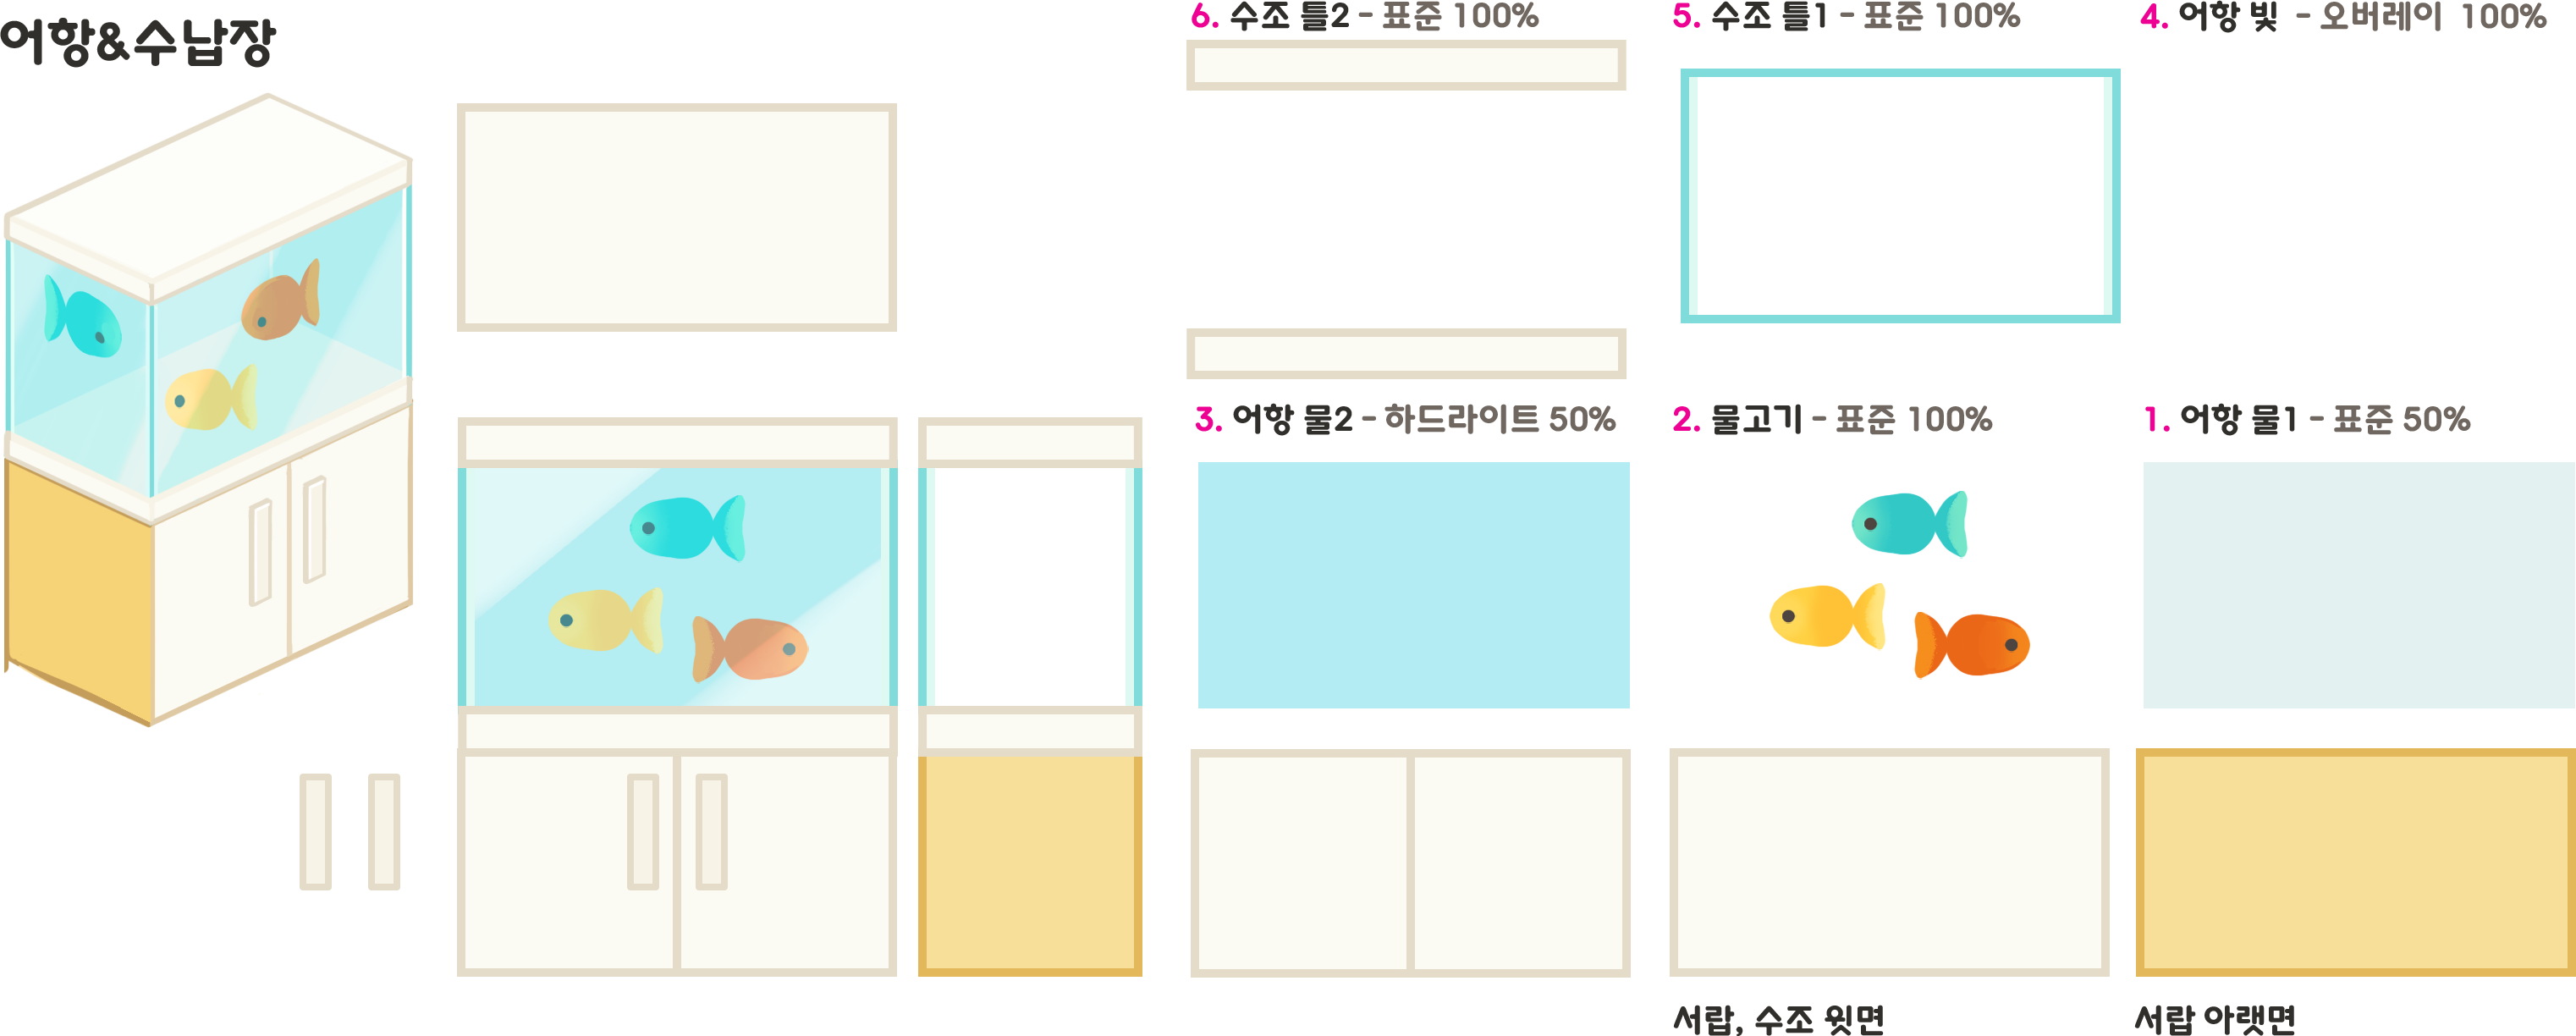 어항&수납장
6. 수조 틀2 - 표준 100%
5. 수조 틀1 - 표준 100%
4. 어항 빛 - 오버레이 100%
3. 어항 물2 - 하드라이트 50%
2. 물고기 - 표준 100%
1. 어항 물1 - 표준 50%
서랍, 수조 윗면
서랍 아랫면